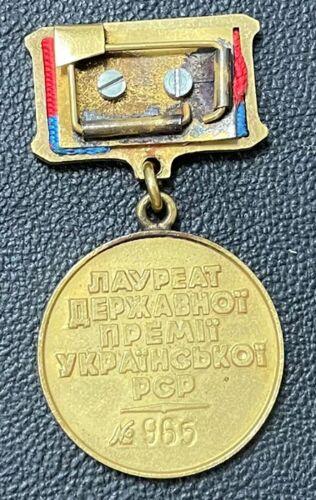 ЛАУРЕАТ
ДЕРЖАВНОЇ
ПРЕМІЇ
УКРАЇНСЬКОЇ
РСР
№ 965